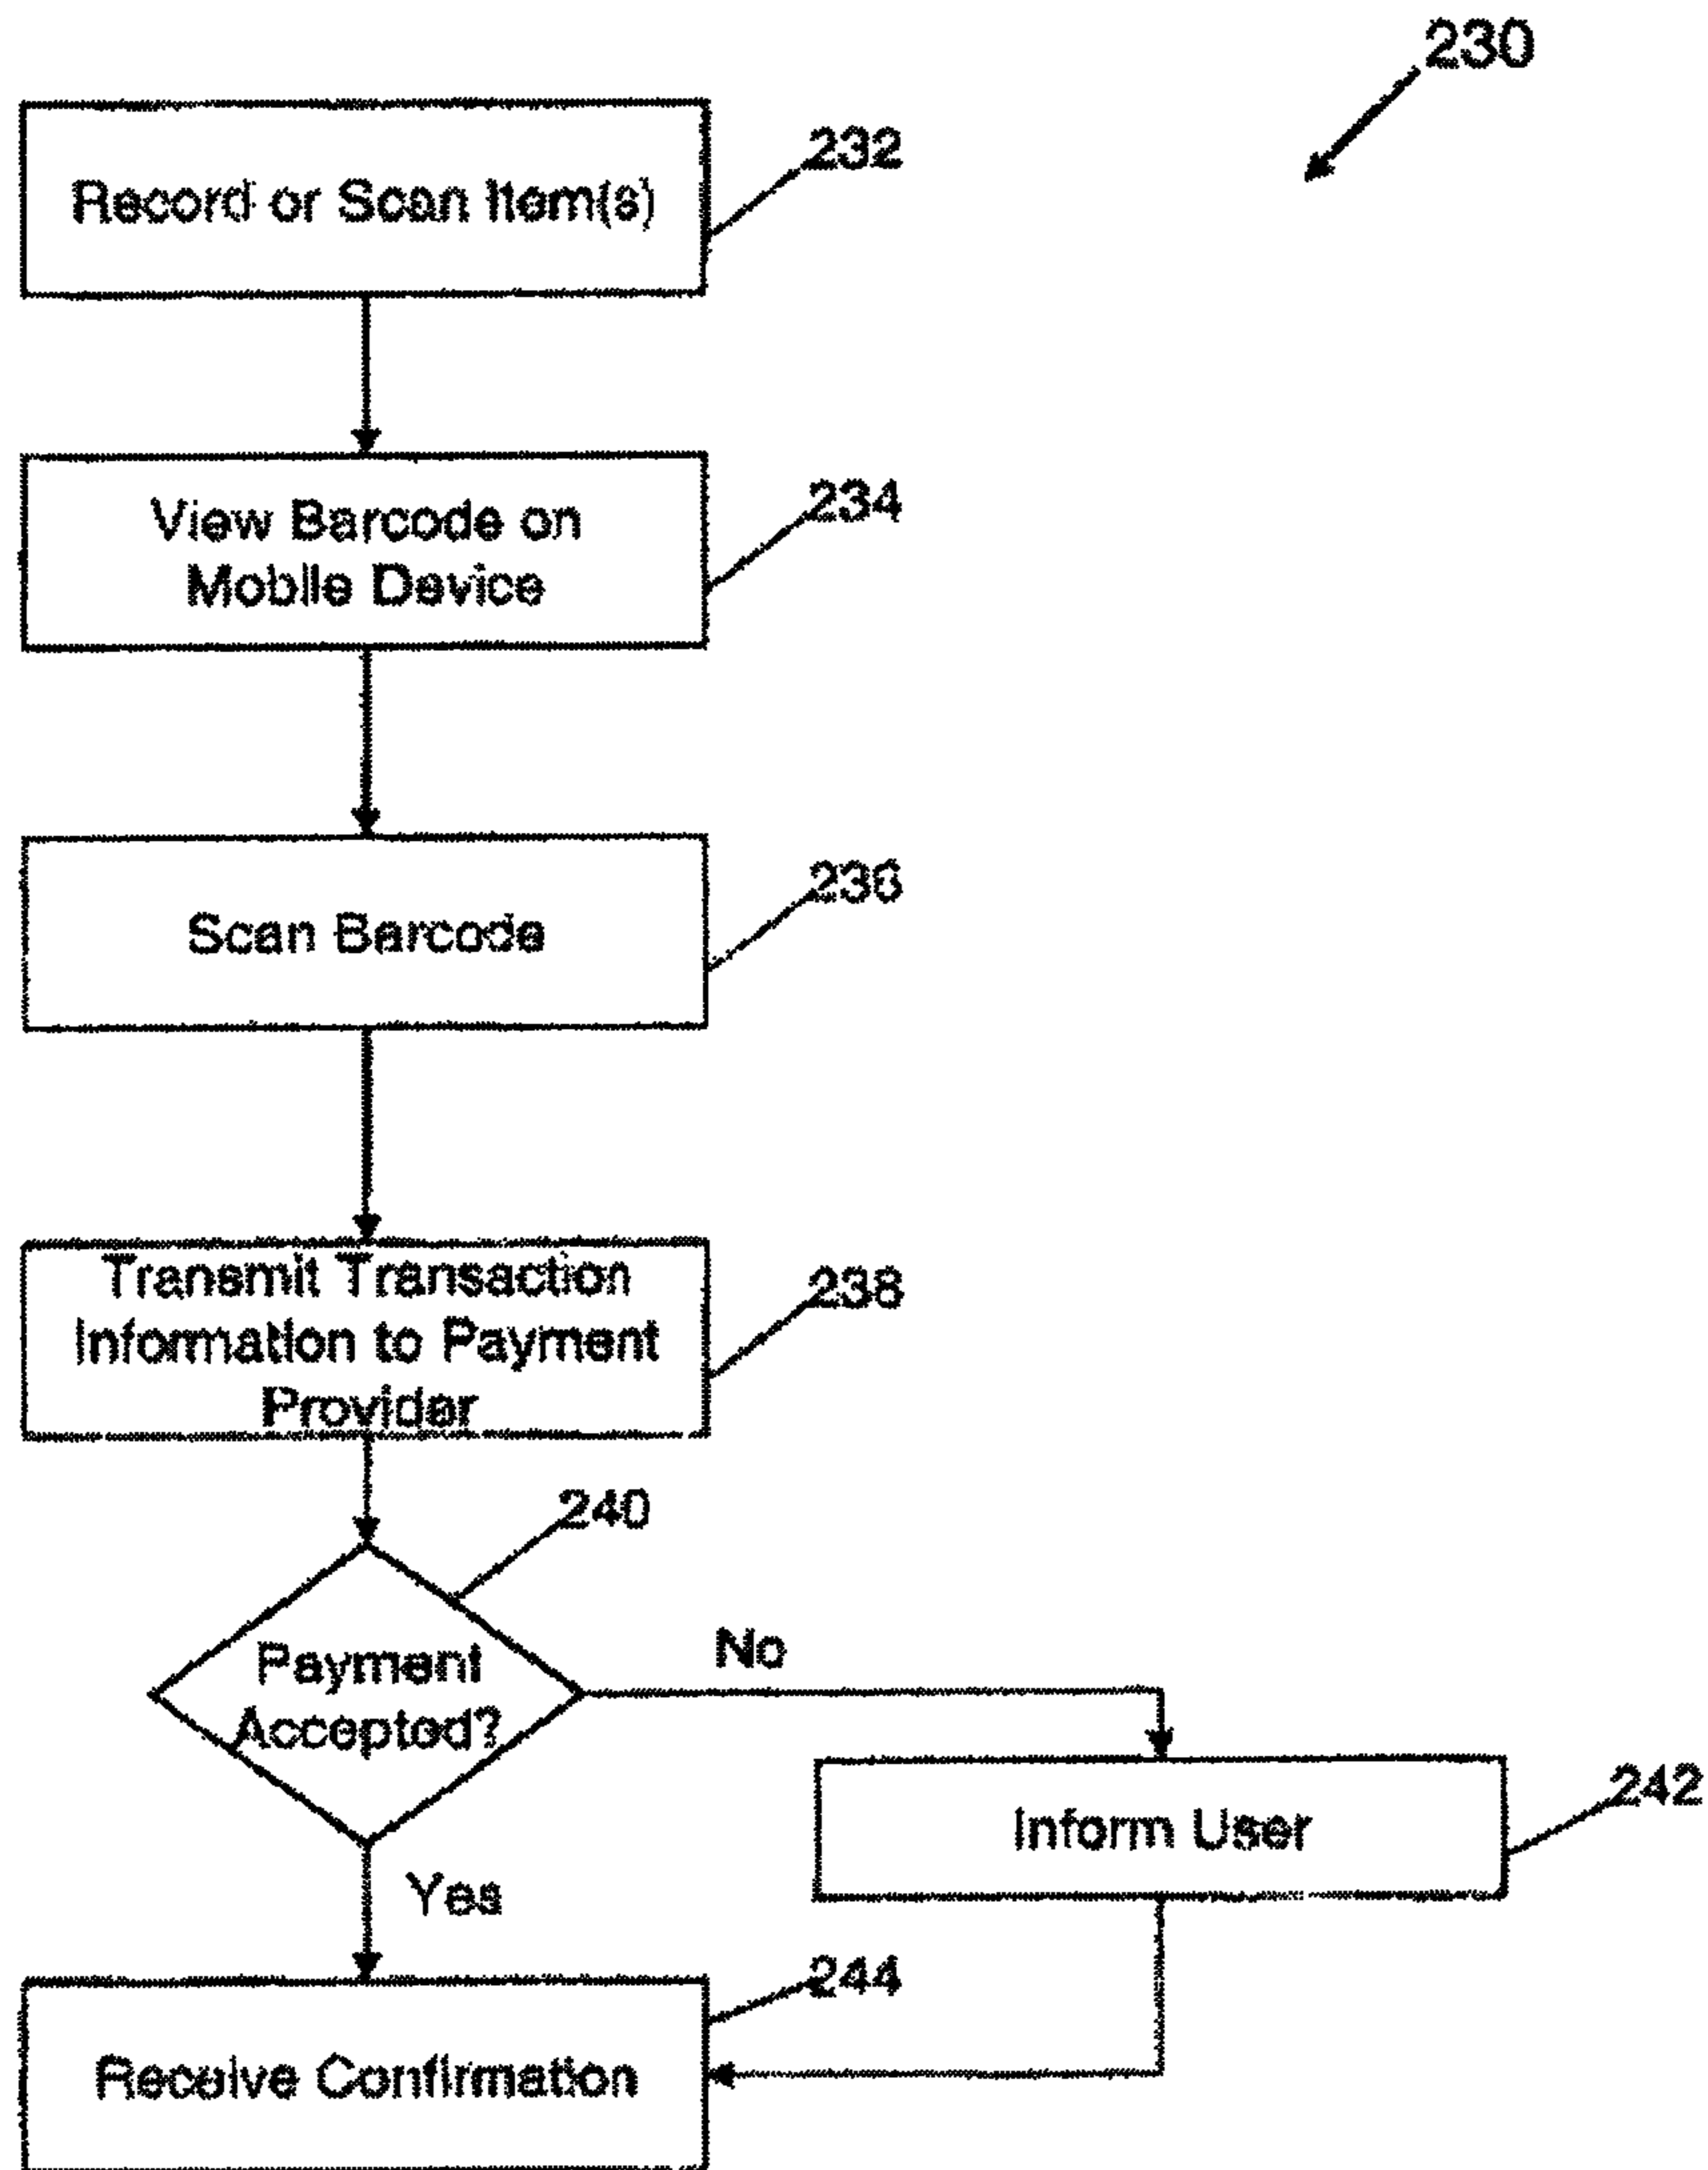 230
232
Record or Scan Item(s)
234
View Barcode on
Mobile Device
236
Scan Barcode
238
Transmit Transaction
Information to Payment
Provider
240
Payment
Accepted?
No
242
Inform User
Yes
244
Receive Confirmation